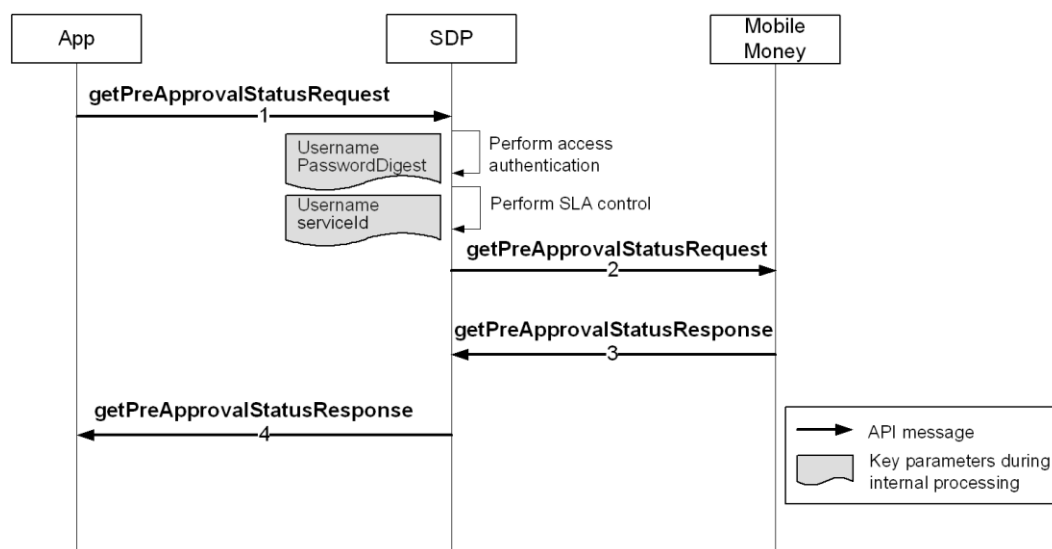 App
SDP
Mobile
Money
getPreApprovalStatusRequest
1
Username
PasswordDigest
Perform access
authentication
Username
serviceId
Perform SLA control
getPreApprovalStatusRequest
2
getPreApprovalStatusResponse
3
getPreApprovalStatusResponse
4
API message
Key parameters during
internal processing